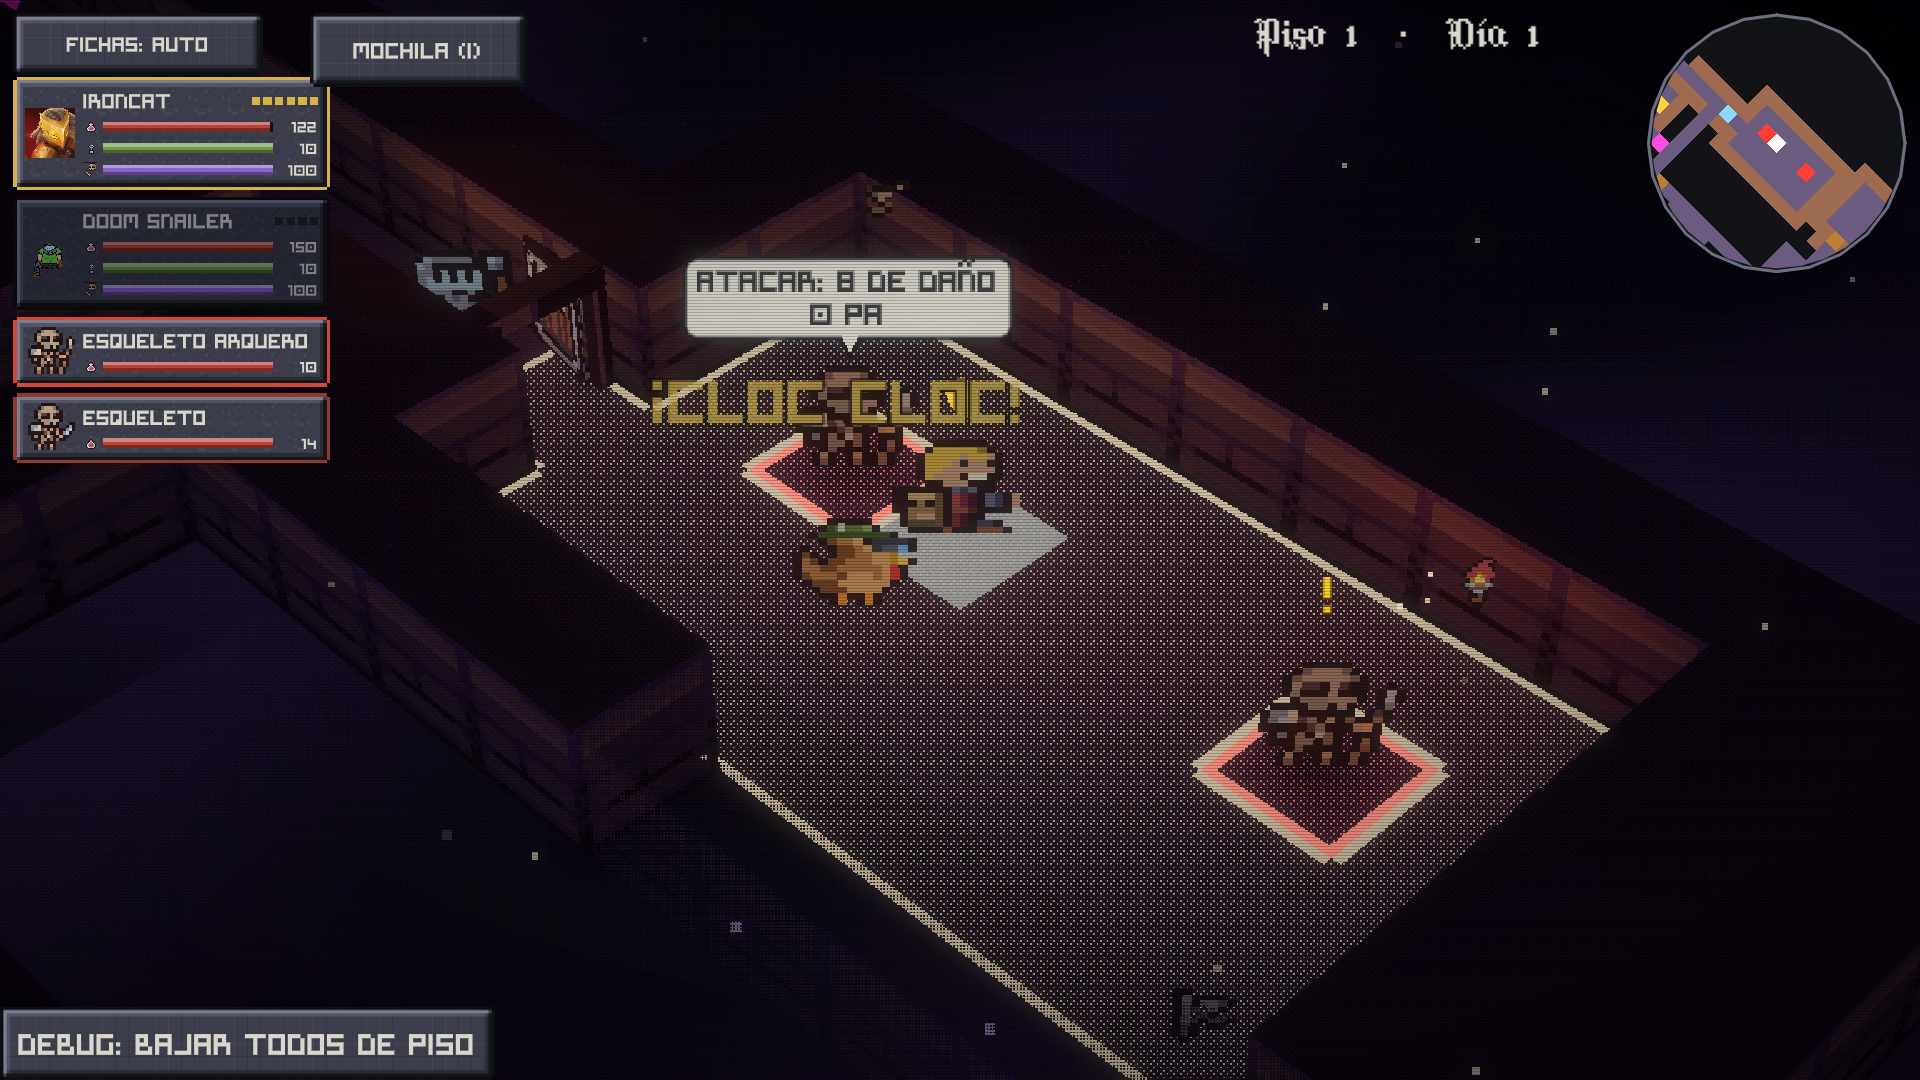 FICHAS: AUTO
MOCHILA (I)
Piso 1 · Día 1
IRONCAT
122
10
100
DOOM SNAILER
150
10
100
ESQUELETO ARQUERO
10
ESQUELETO
14
ATACAR: 8 DE DAÑO
0 PA
¡CLOC CLOC!
!
DEBUG: BAJAR TODOS DE PISO